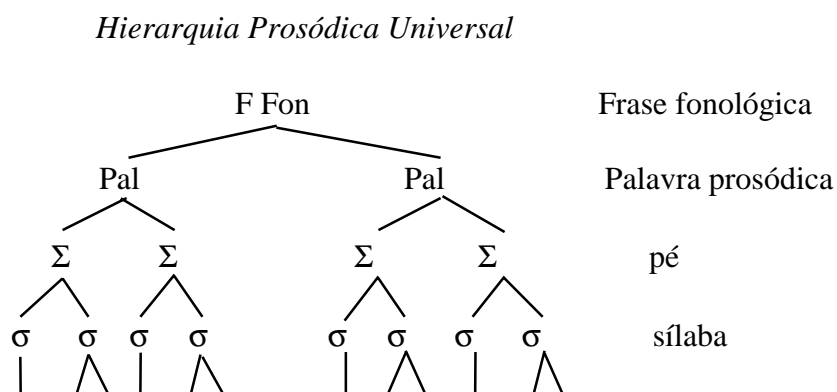 Hierarquia Prosódica Universal
F Fon Frase fonológica
Pal Pal Palavra prosódica
Σ Σ Σ Σ pé
σ σ σ σ σ σ σ σ sílaba